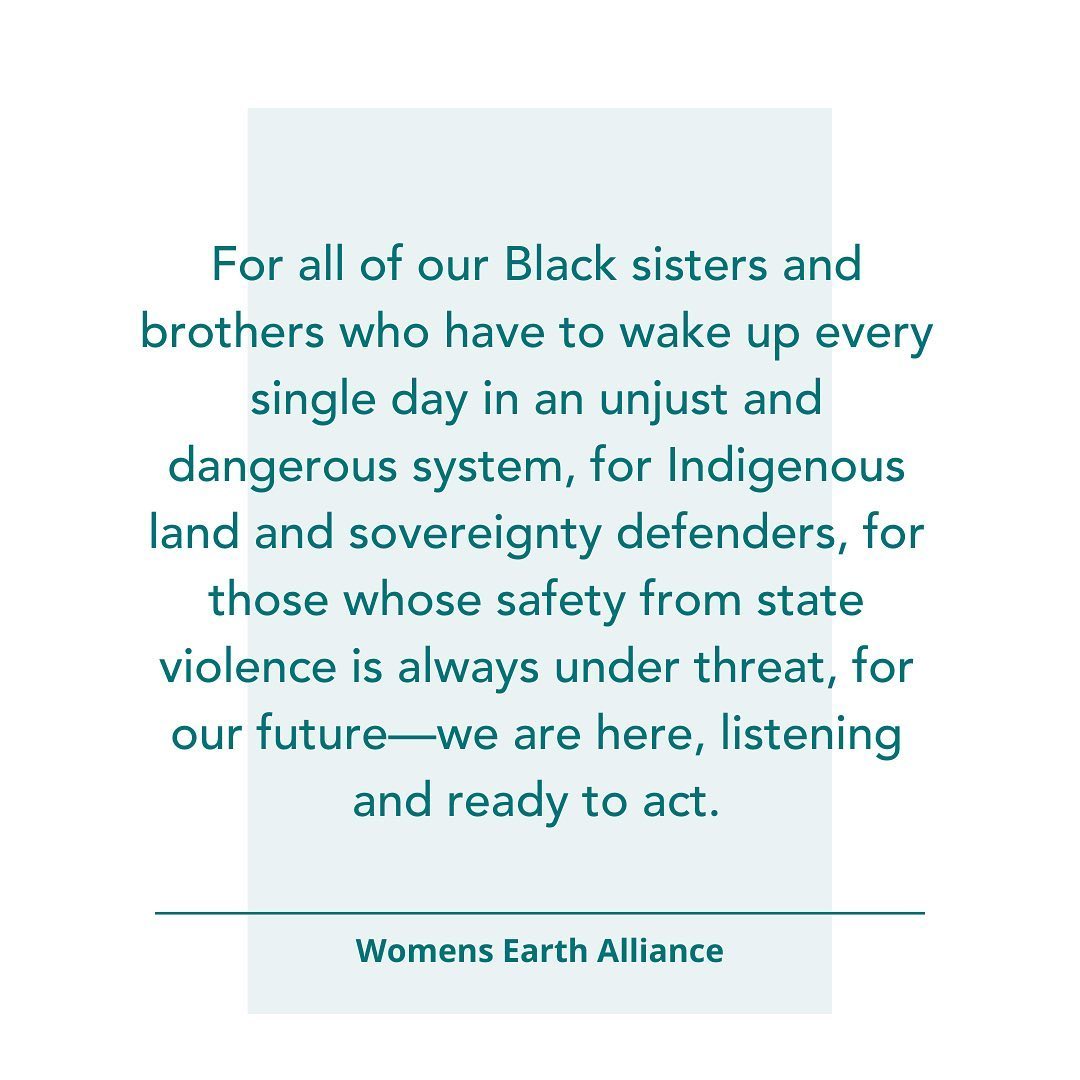 For all of our Black sisters and
brothers who have to wake up every
single day in an unjust and
dangerous system, for Indigenous
land and sovereignty defenders, for
those whose safety from state
violence is always under threat, for
our future—we are here, listening
and ready to act.
Womens Earth Alliance